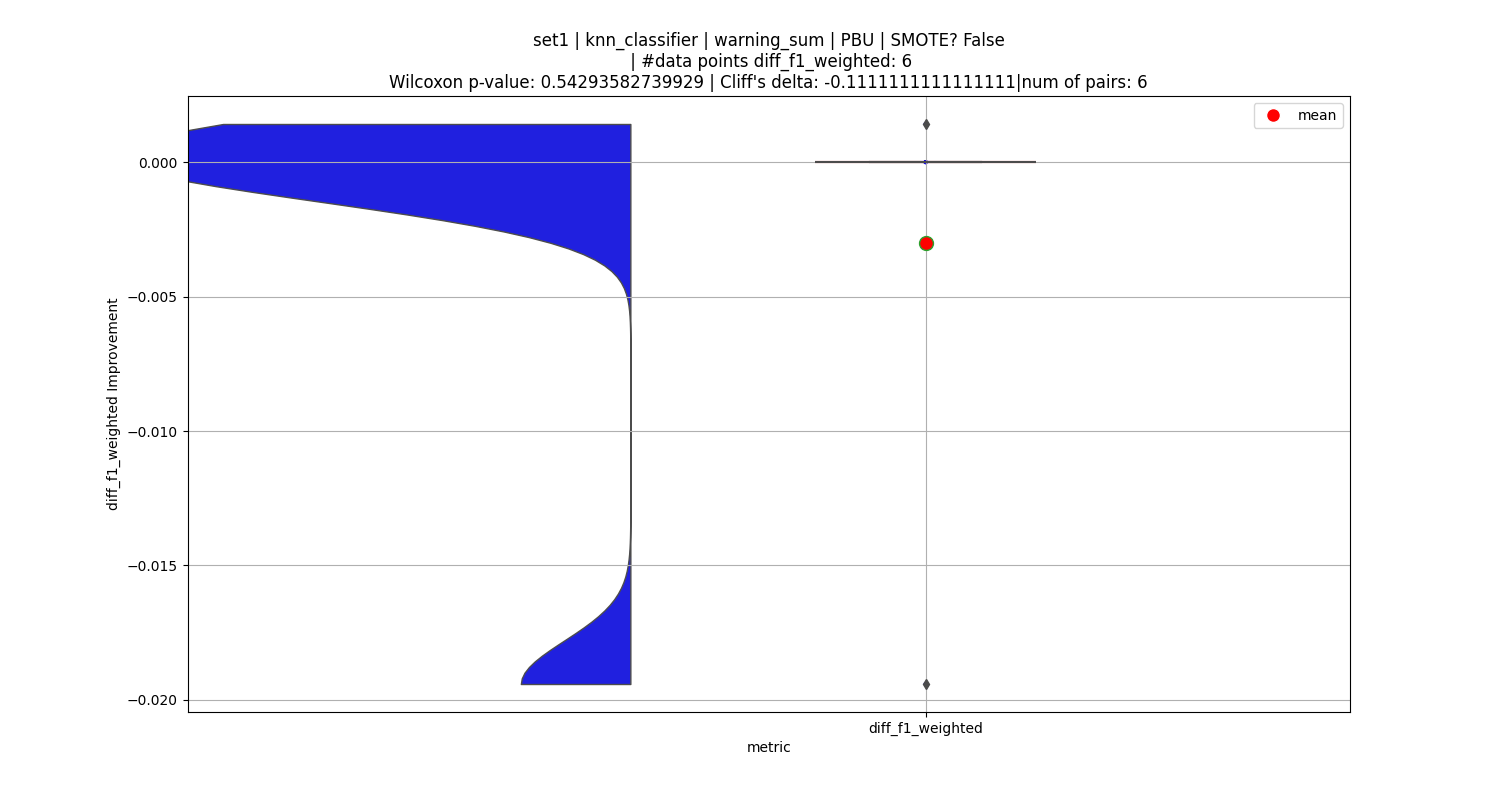 set1 | knn_classifier | warning_sum | PBU | SMOTE? False
| #data points diff_f1_weighted: 6
Wilcoxon p-value: 0.54293582739929 | Cliff's delta: -0.1111111111111111|num of pairs: 6
mean
0.000
−0.005
−0.010
−0.015
−0.020
diff_f1_weighted Improvement
diff_f1_weighted
metric